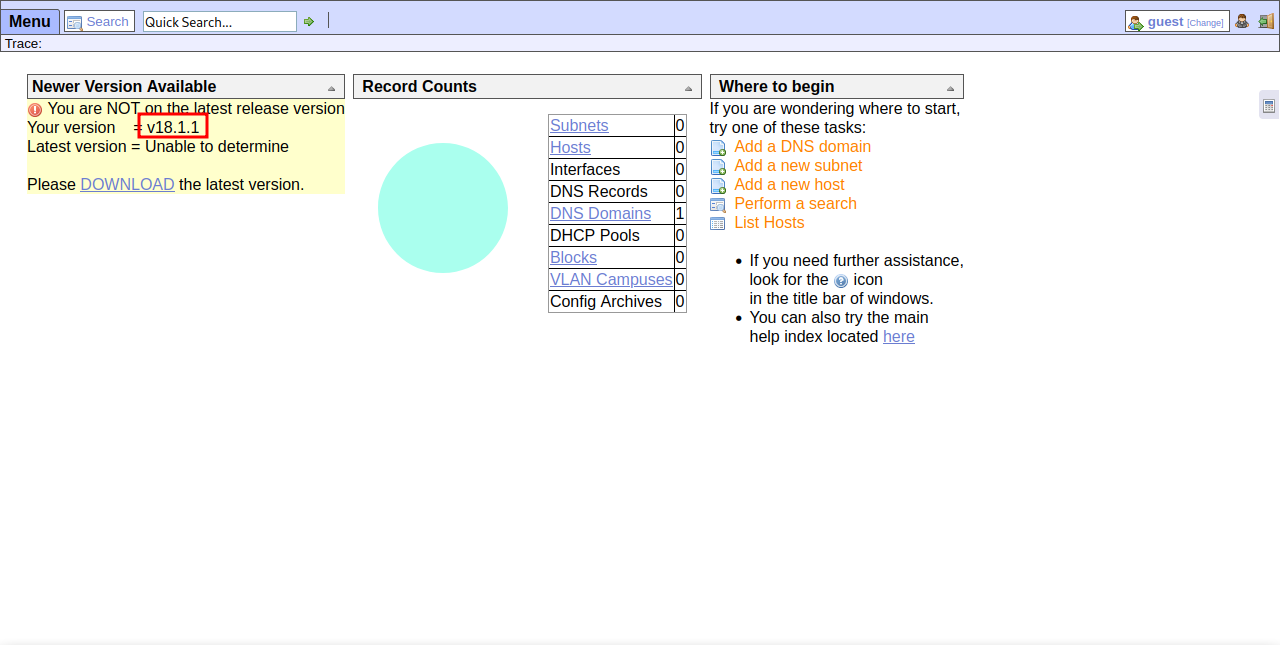 Menu Search Quick Search... guest [Change]
Trace:
Newer Version Available
You are NOT on the latest release version
Your version = v18.1.1
Latest version = Unable to determine
Please DOWNLOAD the latest version.
Record Counts
Subnets 0
Hosts 0
Interfaces 0
DNS Records 0
DNS Domains 1
DHCP Pools 0
Blocks 0
VLAN Campuses 0
Config Archives 0
Where to begin
If you are wondering where to start,
try one of these tasks:
Add a DNS domain
Add a new subnet
Add a new host
Perform a search
List Hosts
• If you need further assistance,
look for the ? icon
in the title bar of windows.
• You can also try the main
help index located here